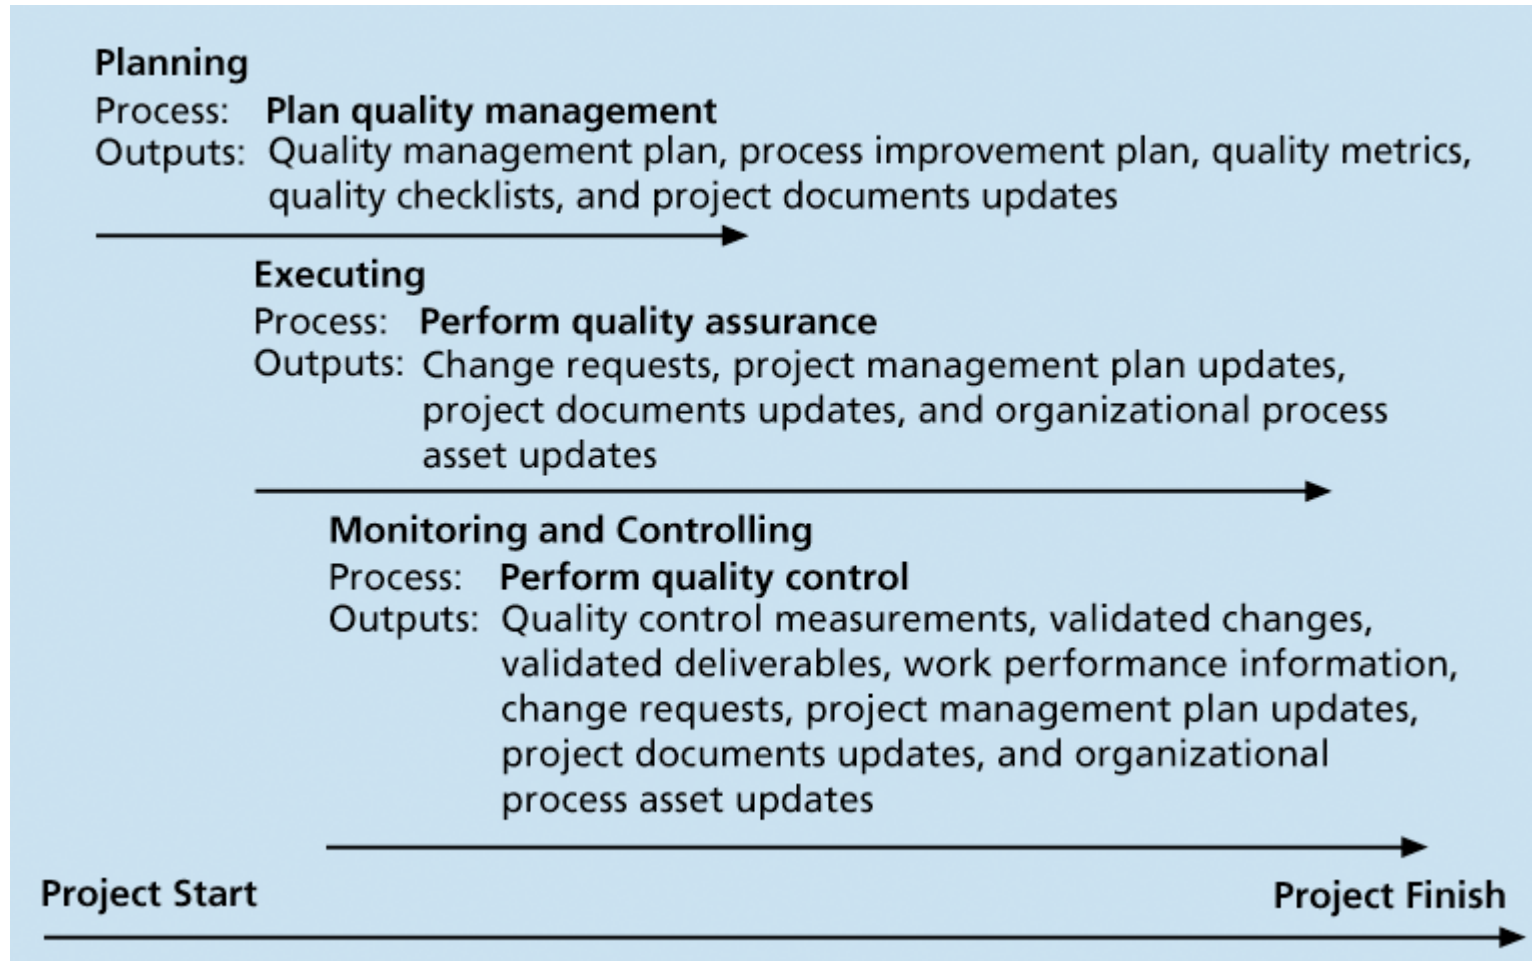 Planning
Process: Plan quality management
Outputs: Quality management plan, process improvement plan, quality metrics,
quality checklists, and project documents updates
Executing
Process: Perform quality assurance
Outputs: Change requests, project management plan updates,
project documents updates, and organizational process
asset updates
Monitoring and Controlling
Process: Perform quality control
Outputs: Quality control measurements, validated changes,
validated deliverables, work performance information,
change requests, project management plan updates,
project documents updates, and organizational
process asset updates
Project Start
Project Finish